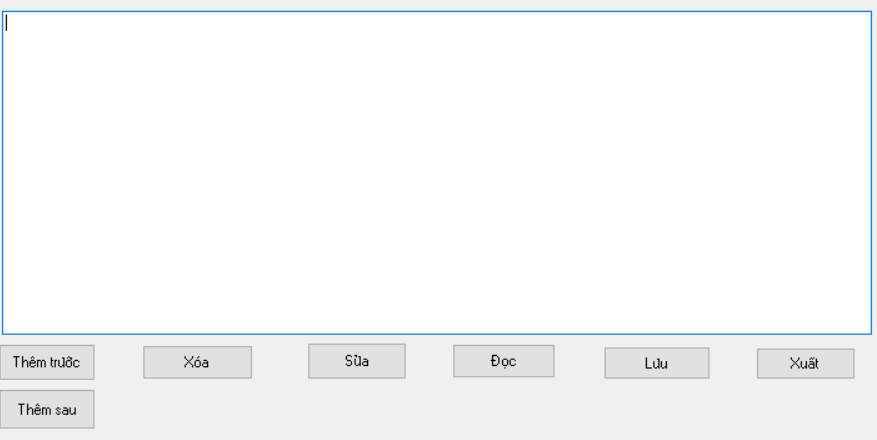 Thêm trước
Xóa
Sửa
Đọc
Lưu
Xuất
Thêm sau